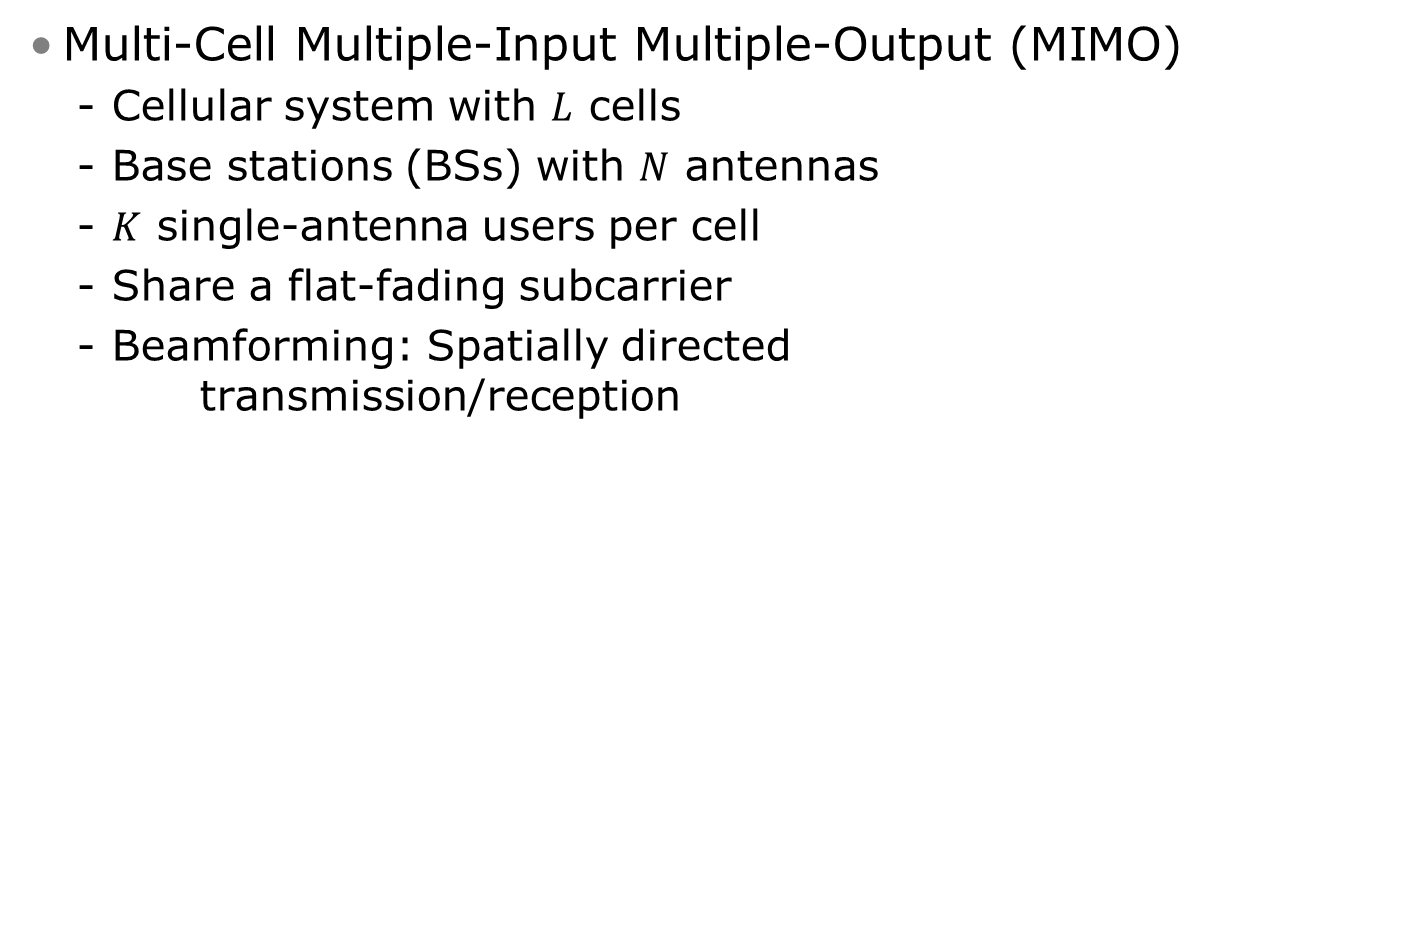 • Multi-Cell Multiple-Input Multiple-Output (MIMO)
- Cellular system with L cells
- Base stations (BSs) with N antennas
- K single-antenna users per cell
- Share a flat-fading subcarrier
- Beamforming: Spatially directed
transmission/reception